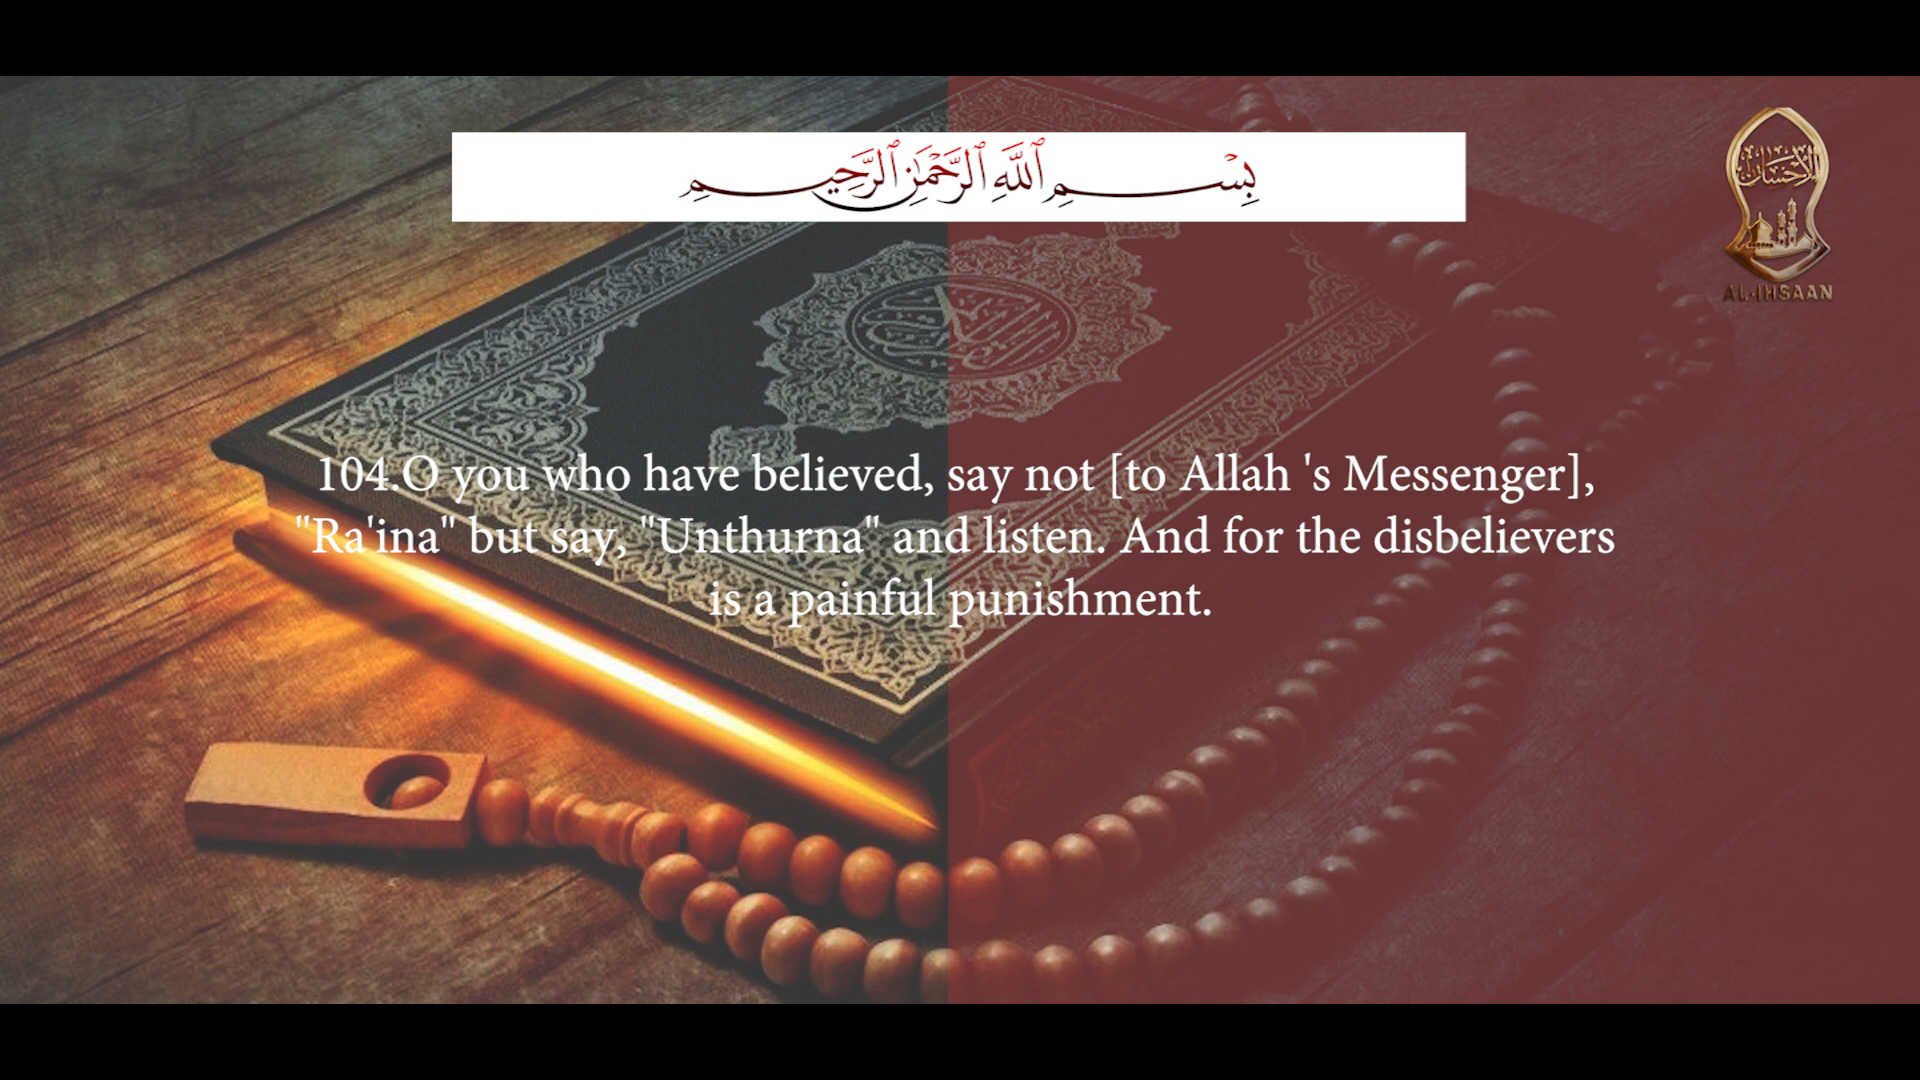 بِسْمِ ٱللَّهِ ٱلرَّحْمَٰنِ ٱلرَّحِيمِ
الإحسان
AL-IHSAAN
104.O you who have believed, say not [to Allah 's Messenger],
"Ra'ina" but say, "Unthurna" and listen. And for the disbelievers
is a painful punishment.